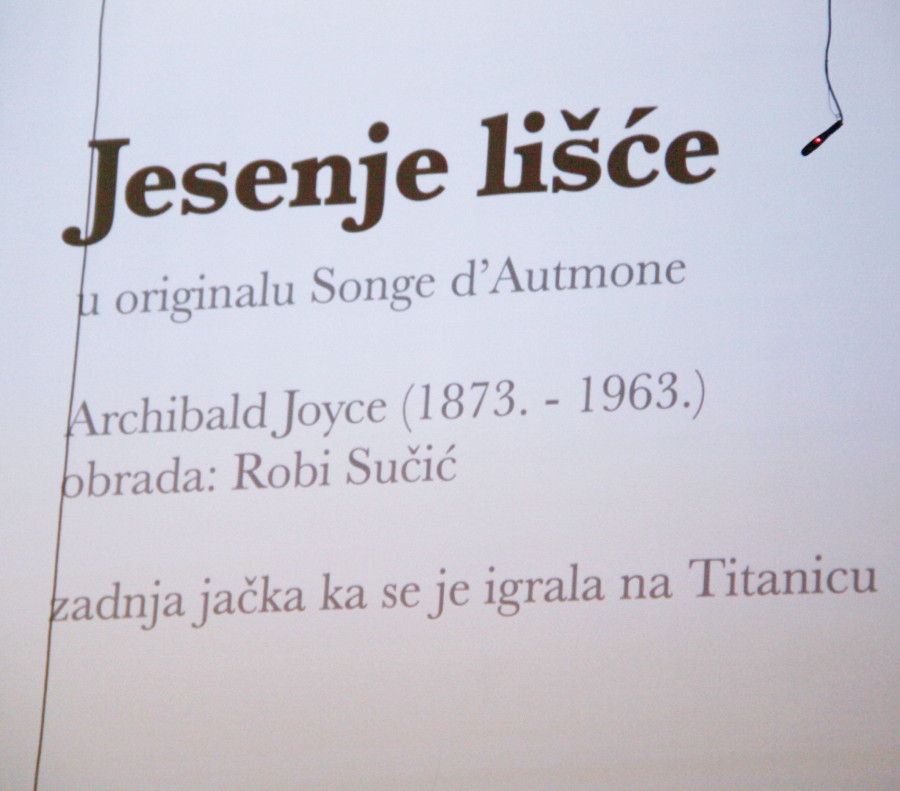 Jesenje lišće
u originalu Songe d’Autmone
Archibald Joyce (1873. - 1963.)
obrada: Robi Sučić
zadnja jačka ka se je igrala na Titanicu